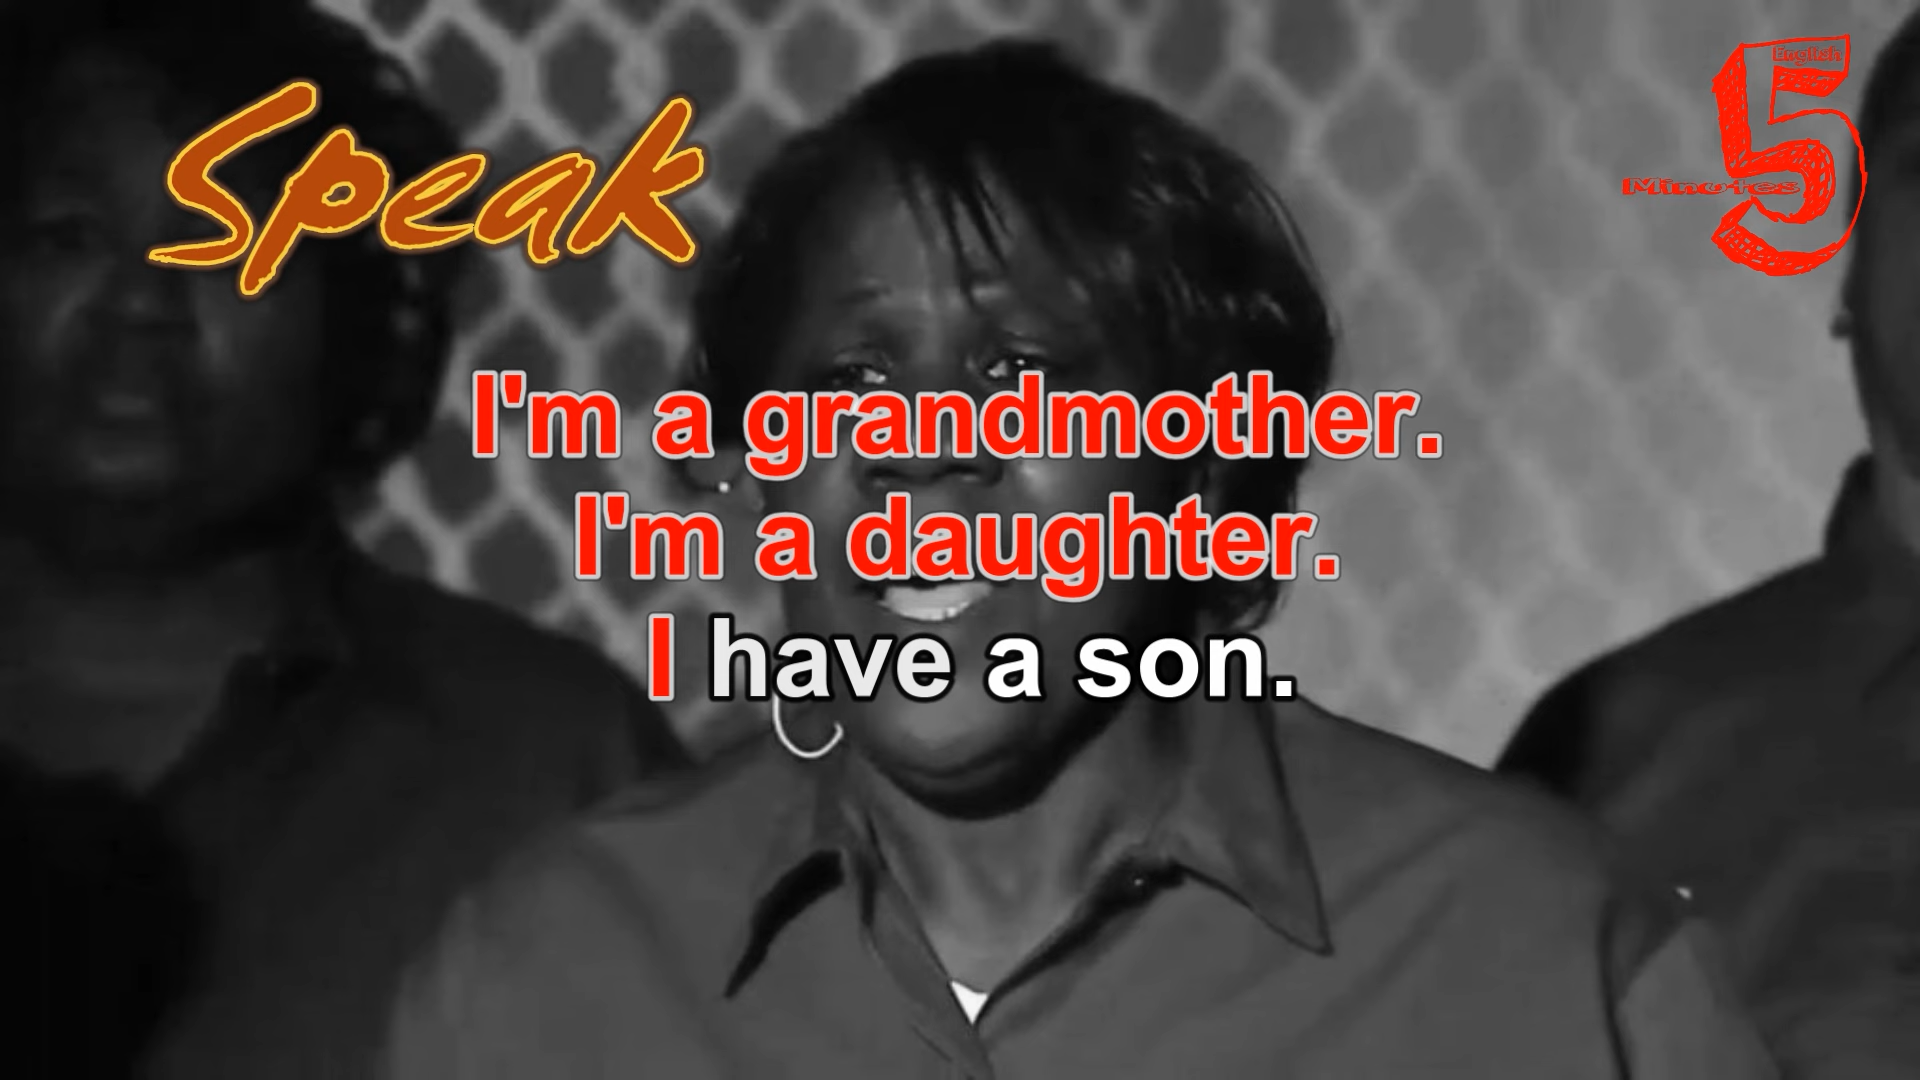 Speak
English
5
Minutes
I'm a grandmother.
I'm a daughter.
I have a son.